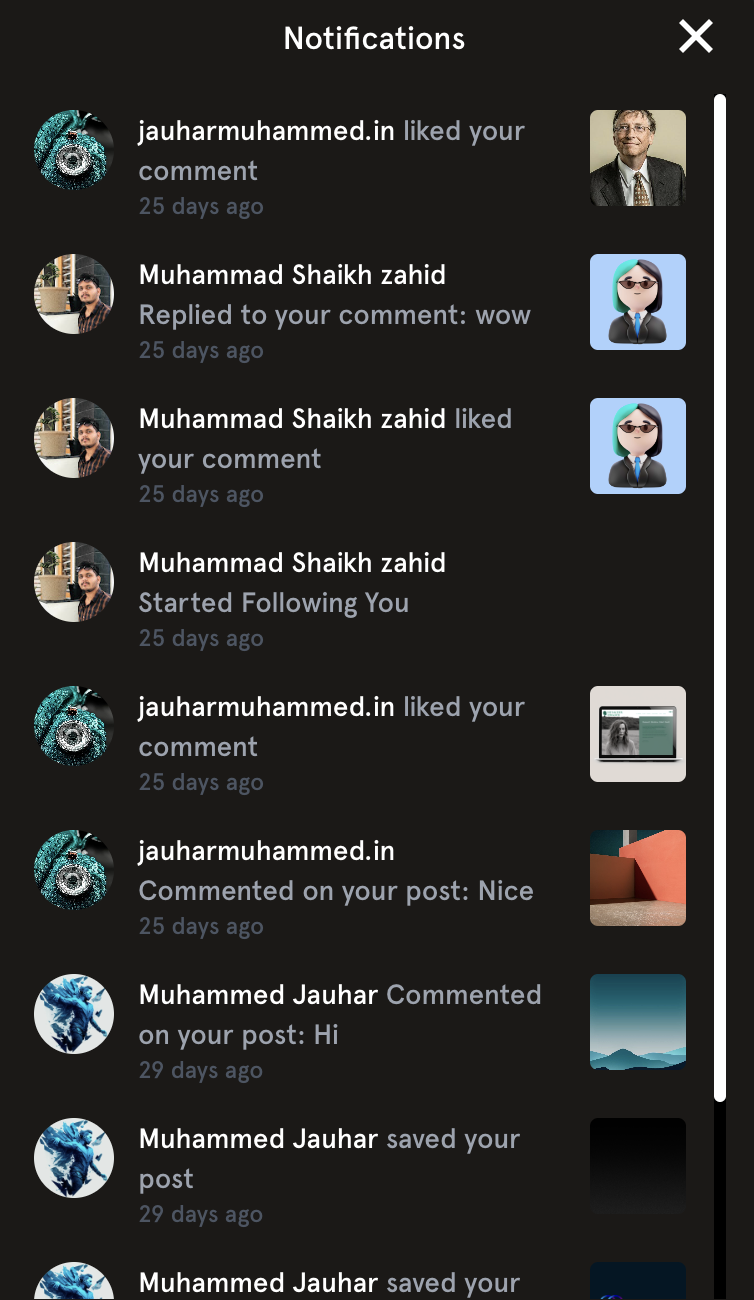 Notifications
jauharmuhammed.in liked your
comment
25 days ago
Muhammad Shaikh zahid
Replied to your comment: wow
25 days ago
Muhammad Shaikh zahid liked
your comment
25 days ago
Muhammad Shaikh zahid
Started Following You
25 days ago
jauharmuhammed.in liked your
comment
25 days ago
jauharmuhammed.in
Commented on your post: Nice
25 days ago
Muhammed Jauhar Commented
on your post: Hi
29 days ago
Muhammed Jauhar saved your
post
29 days ago
Muhammed Jauhar saved your